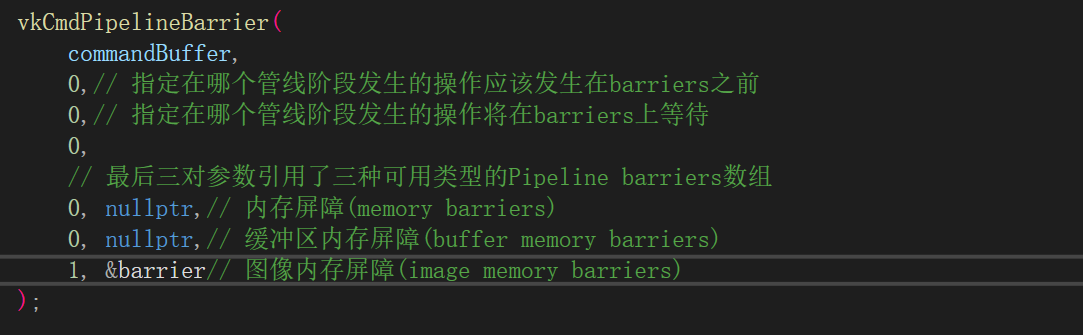 vkCmdPipelineBarrier(
commandBuffer,
0,// 指定在哪个管线阶段发生的操作应该发生在barriers之前
0,// 指定在哪个管线阶段发生的操作将在barriers上等待
0,
// 最后三对参数引用了三种可用类型的Pipeline barriers数组
0, nullptr,// 内存屏障(memory barriers)
0, nullptr,// 缓冲区内存屏障(buffer memory barriers)
1, &barrier// 图像内存屏障(image memory barriers)
);